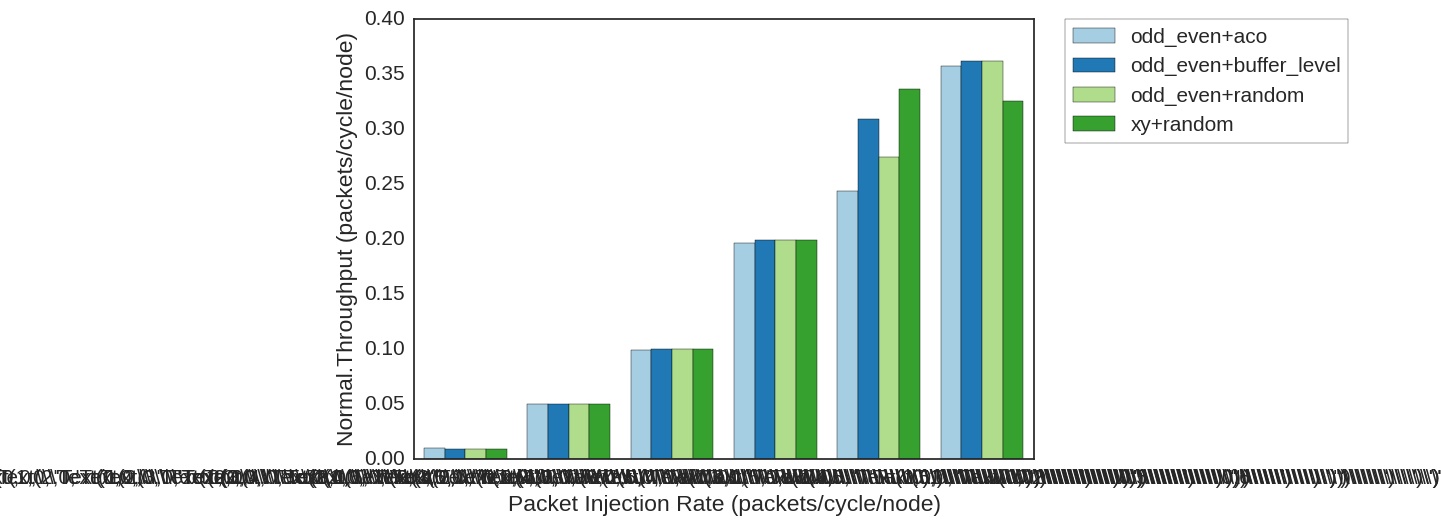 0.40
0.35
0.30
0.25
0.20
0.15
0.10
0.05
0.00
Normal.Throughput (packets/cycle/node)
Packet Injection Rate (packets/cycle/node)
odd_even+aco
odd_even+buffer_level
odd_even+random
xy+random